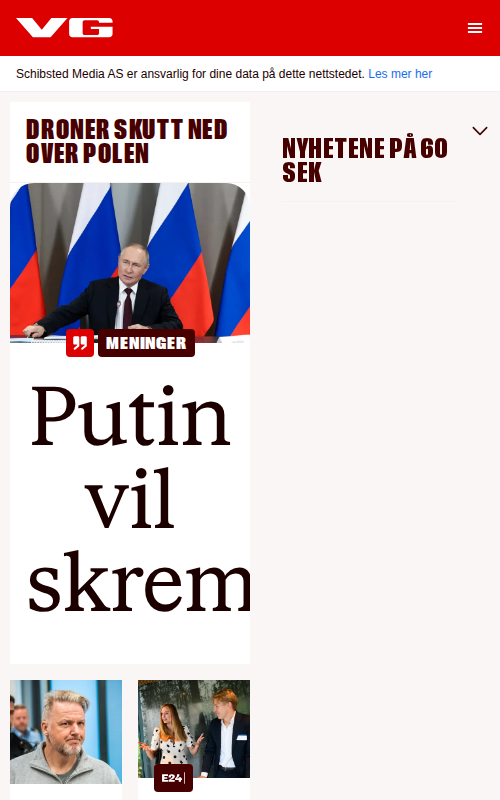 VG
Schibsted Media AS er ansvarlig for dine data på dette nettstedet. Les mer her
DRONER SKUTT NED
OVER POLEN
MENINGER
Putin
vil
skrem
NYHETENE PÅ 60
SEK
E24